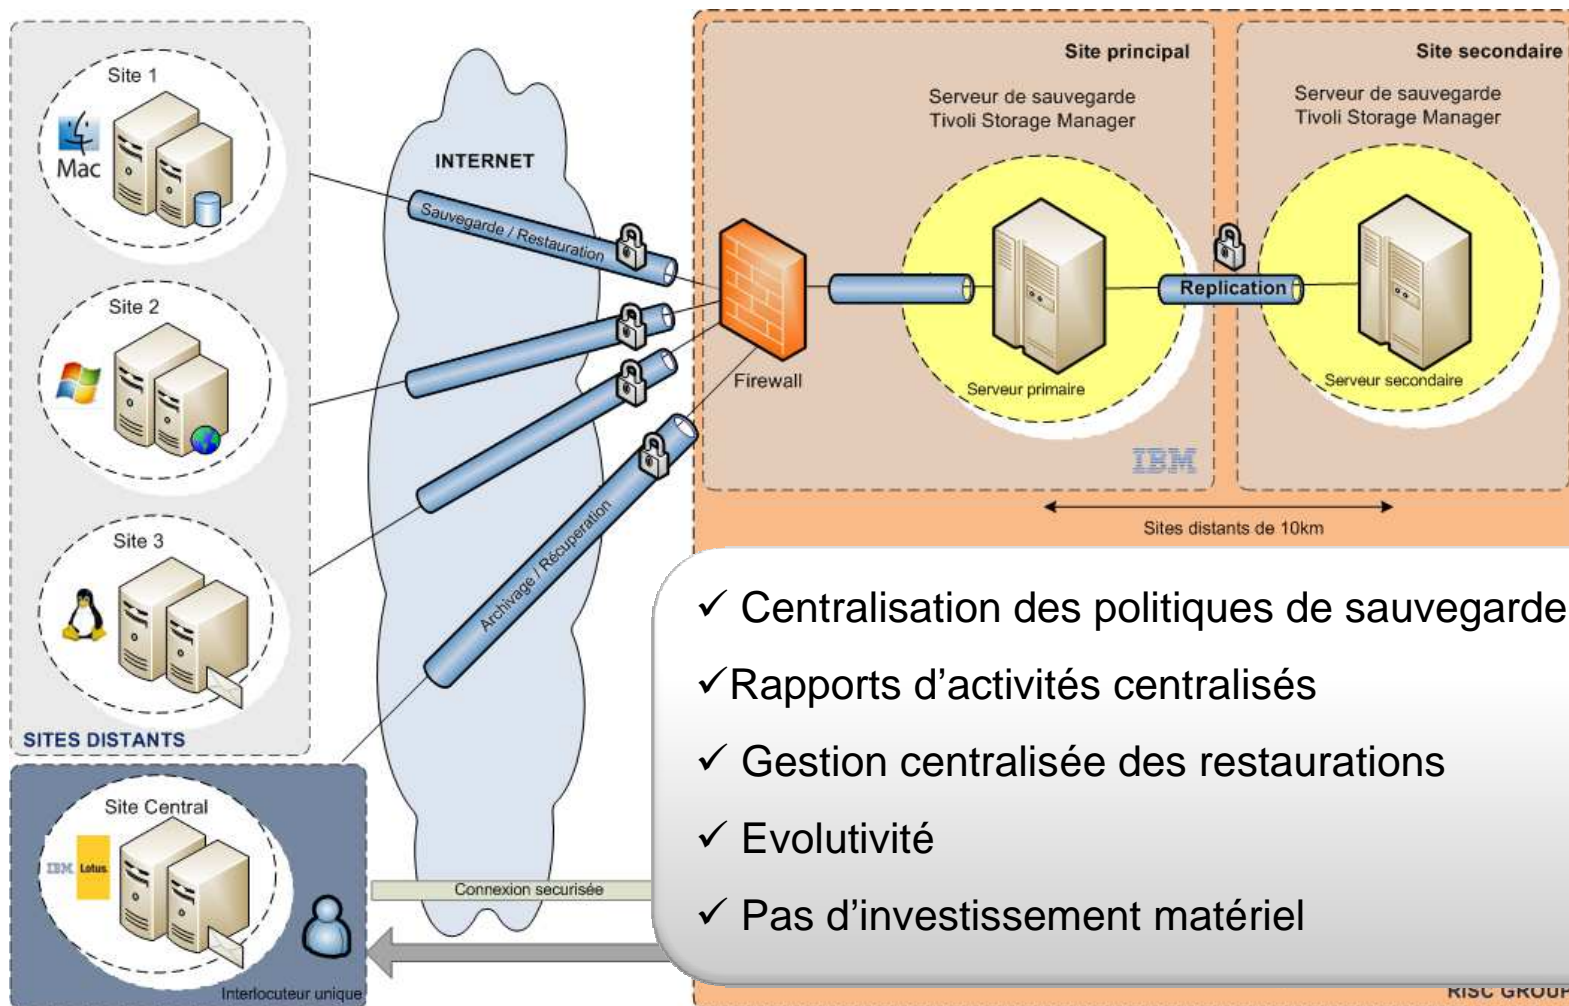 Site 1
Mac
Sauvegarde / Restauration
INTERNET
Site 2
Site 3
SITES DISTANTS
Archivage / Récuperation
Firewall
Site principal
Serveur de sauvegarde
Tivoli Storage Manager
Serveur primaire
IBM
Replication
Site secondaire
Serveur de sauvegarde
Tivoli Storage Manager
Serveur secondaire
Sites distants de 10km
Site Central
IBM Lotus
Interlocuteur unique
Connexion securisée
✓ Centralisation des politiques de sauvegarde
✓Rapports d’activités centralisés
✓ Gestion centralisée des restaurations
✓ Evolutivité
✓ Pas d’investissement matériel
RISC GROUP